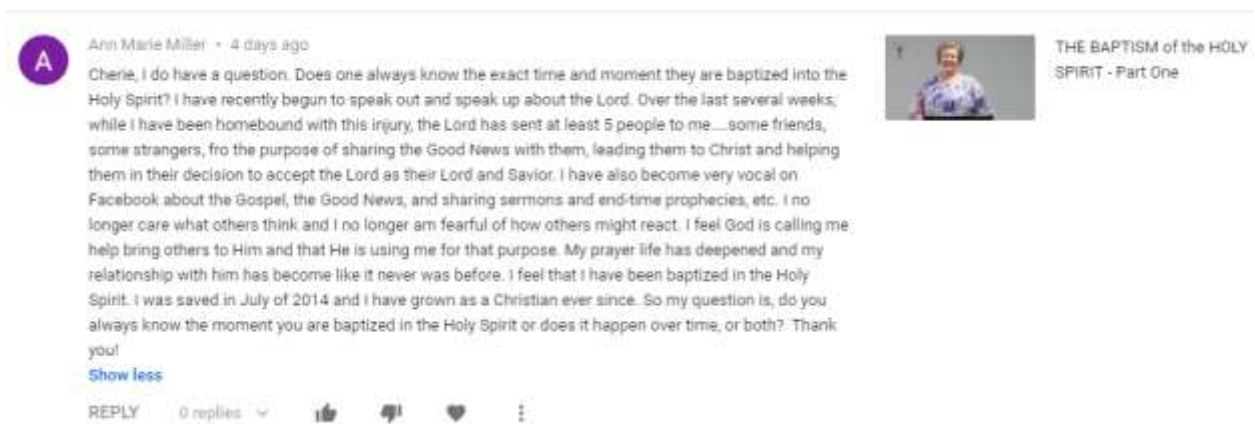 A
Ann Marie Miller • 4 days ago
Cherie, I do have a question. Does one always know the exact time and moment they are baptized into the
Holy Spirit? I have recently begun to speak out and speak up about the Lord. Over the last several weeks,
while I have been homebound with this injury, the Lord has sent at least 5 people to me....some friends,
some strangers, fro the purpose of sharing the Good News with them, leading them to Christ and helping
them in their decision to accept the Lord as their Lord and Savior. I have also become very vocal on
Facebook about the Gospel, the Good News, and sharing sermons and end-time prophecies, etc. I no
longer care what others think and I no longer am fearful of how others might react. I feel God is calling me
help bring others to Him and that He is using me for that purpose. My prayer life has deepened and my
relationship with him has become like it never was before. I feel that I have been baptized in the Holy
Spirit. I was saved in July of 2014 and I have grown as a Christian ever since. So my question is, do you
always know the moment you are baptized in the Holy Spirit or does it happen over time, or both? Thank
you!
Show less
REPLY 0 replies
THE BAPTISM of the HOLY
SPIRIT - Part One